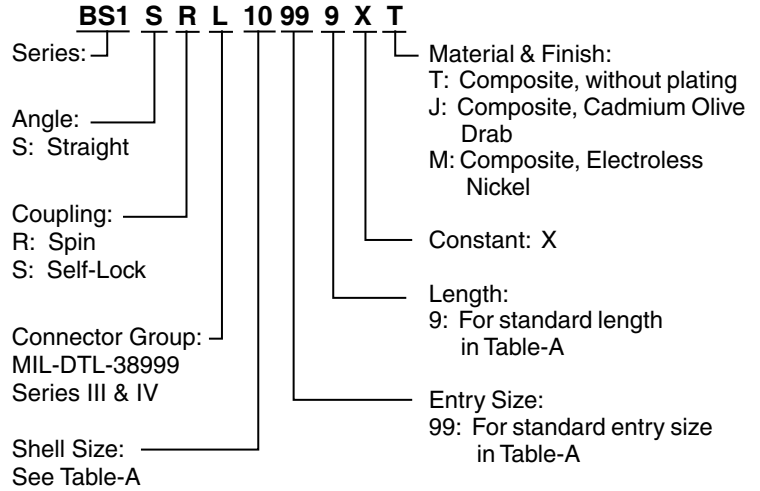 BS1 S R L 10 99 9 X T
Series:
Angle:
S: Straight
Coupling:
R: Spin
S: Self-Lock
Connector Group:
MIL-DTL-38999
Series III & IV
Shell Size:
See Table-A
Material & Finish:
T: Composite, without plating
J: Composite, Cadmium Olive
Drab
M: Composite, Electroless
Nickel
Constant: X
Length:
9: For standard length
in Table-A
Entry Size:
99: For standard entry size
in Table-A